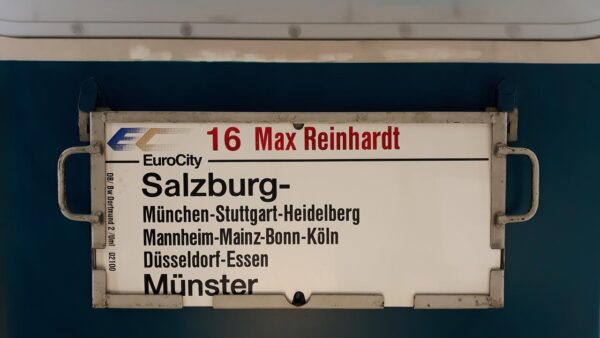 EC 16 Max Reinhardt
EuroCity
Salzburg-
München-Stuttgart-Heidelberg
Mannheim-Mainz-Bonn-Köln
Düsseldorf-Essen
Münster